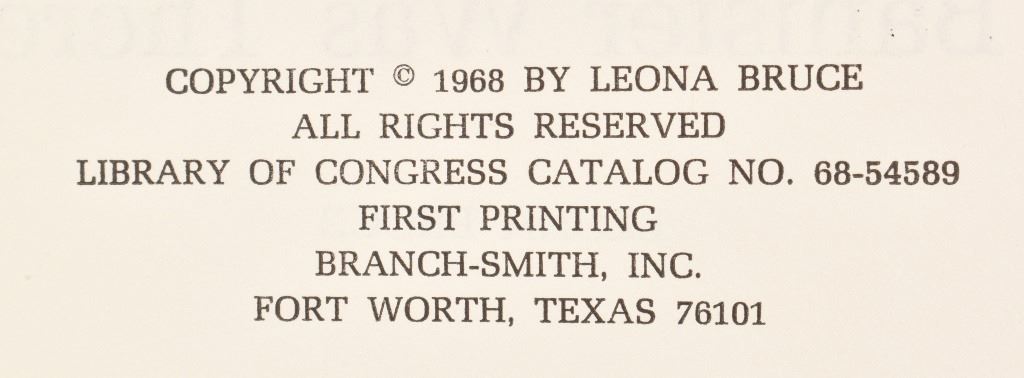 COPYRIGHT © 1968 BY LEONA BRUCE
ALL RIGHTS RESERVED
LIBRARY OF CONGRESS CATALOG NO. 68-54589
FIRST PRINTING
BRANCH-SMITH, INC.
FORT WORTH, TEXAS 76101